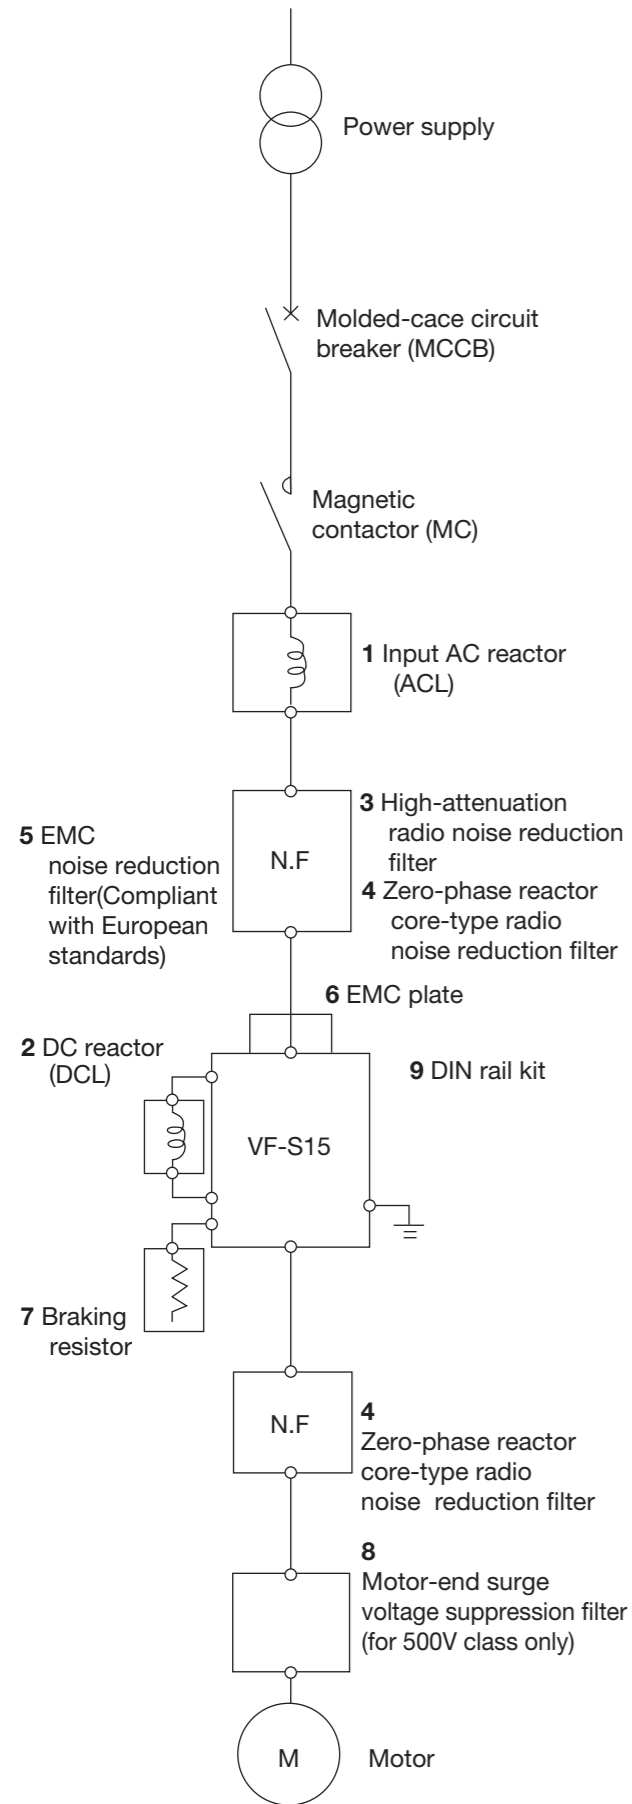 Power supply
Molded-cace circuit
breaker (MCCB)
Magnetic
contactor (MC)
1 Input AC reactor
(ACL)
3 High-attenuation
radio noise reduction
filter
4 Zero-phase reactor
core-type radio
noise reduction filter
5 EMC
noise reduction
filter(Compliant
with European
standards)
N.F
6 EMC plate
2 DC reactor
(DCL)
9 DIN rail kit
VF-S15
7 Braking
resistor
N.F
4
Zero-phase reactor
core-type radio
noise reduction filter
8
Motor-end surge
voltage suppression filter
(for 500V class only)
M
Motor